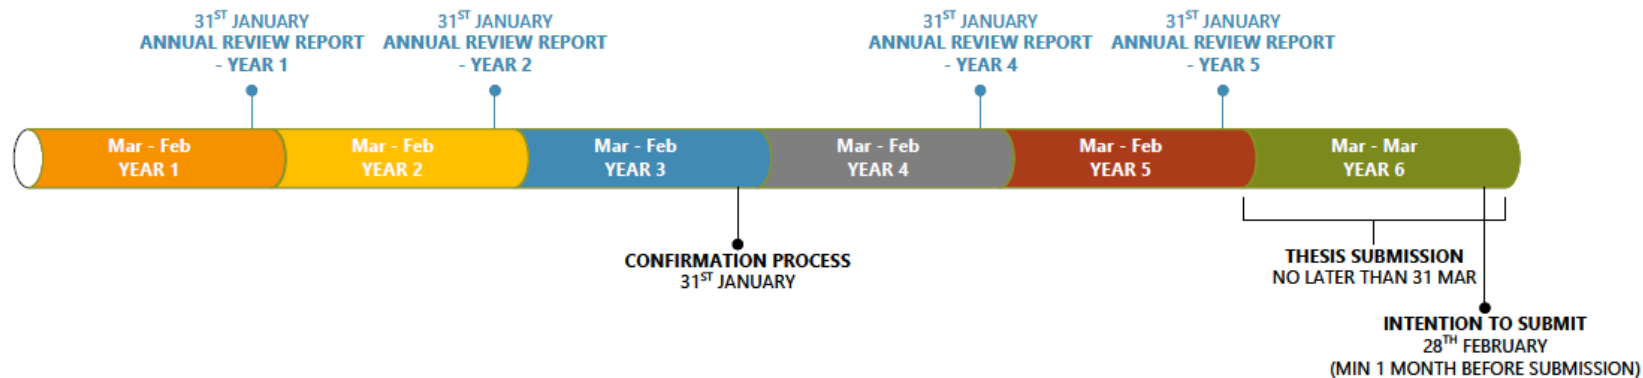 31ST JANUARY
ANNUAL REVIEW REPORT
- YEAR 1
31ST JANUARY
ANNUAL REVIEW REPORT
- YEAR 2
31ST JANUARY
ANNUAL REVIEW REPORT
- YEAR 4
31ST JANUARY
ANNUAL REVIEW REPORT
- YEAR 5
Mar - Feb
YEAR 1
Mar - Feb
YEAR 2
Mar - Feb
YEAR 3
Mar - Feb
YEAR 4
Mar - Feb
YEAR 5
Mar - Mar
YEAR 6
CONFIRMATION PROCESS
31ST JANUARY
THESIS SUBMISSION
NO LATER THAN 31 MAR
INTENTION TO SUBMIT
28TH FEBRUARY
(MIN 1 MONTH BEFORE SUBMISSION)